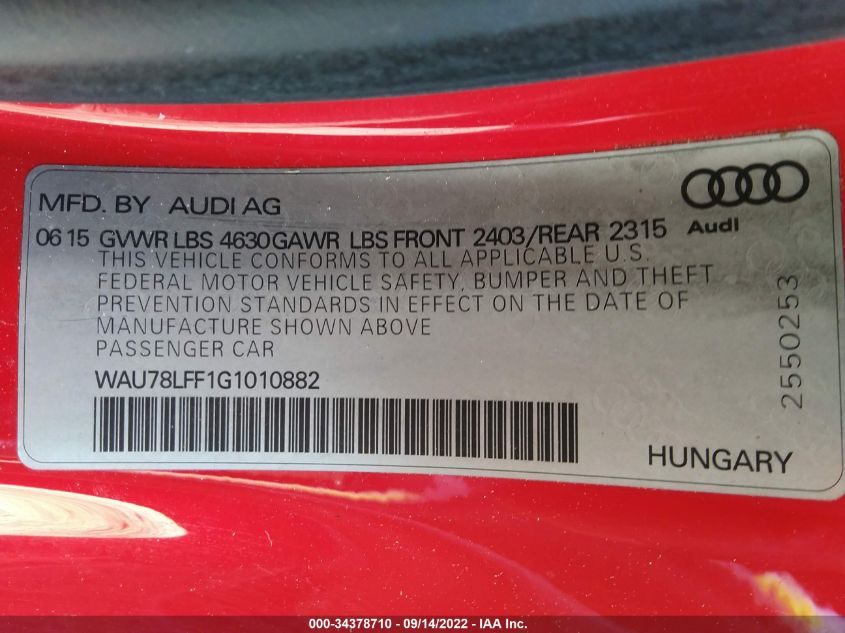 MFD. BY AUDI AG
06 15 GVWR LBS 4630 GAWR LBS FRONT 2403/REAR 2315
Audi
THIS VEHICLE CONFORMS TO ALL APPLICABLE U.S.
FEDERAL MOTOR VEHICLE SAFETY, BUMPER AND THEFT
PREVENTION STANDARDS IN EFFECT ON THE DATE OF
MANUFACTURE SHOWN ABOVE
PASSENGER CAR
WAU78LFF1G1010882
2550253
HUNGARY
000-34378710 - 09/14/2022 - IAA Inc.